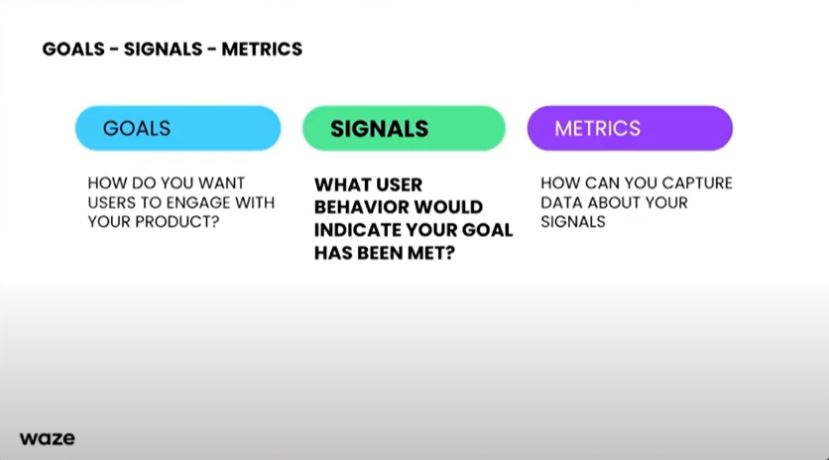 GOALS - SIGNALS - METRICS
GOALS
HOW DO YOU WANT
USERS TO ENGAGE WITH
YOUR PRODUCT?
SIGNALS
WHAT USER
BEHAVIOR WOULD
INDICATE YOUR GOAL
HAS BEEN MET?
METRICS
HOW CAN YOU CAPTURE
DATA ABOUT YOUR
SIGNALS
waze